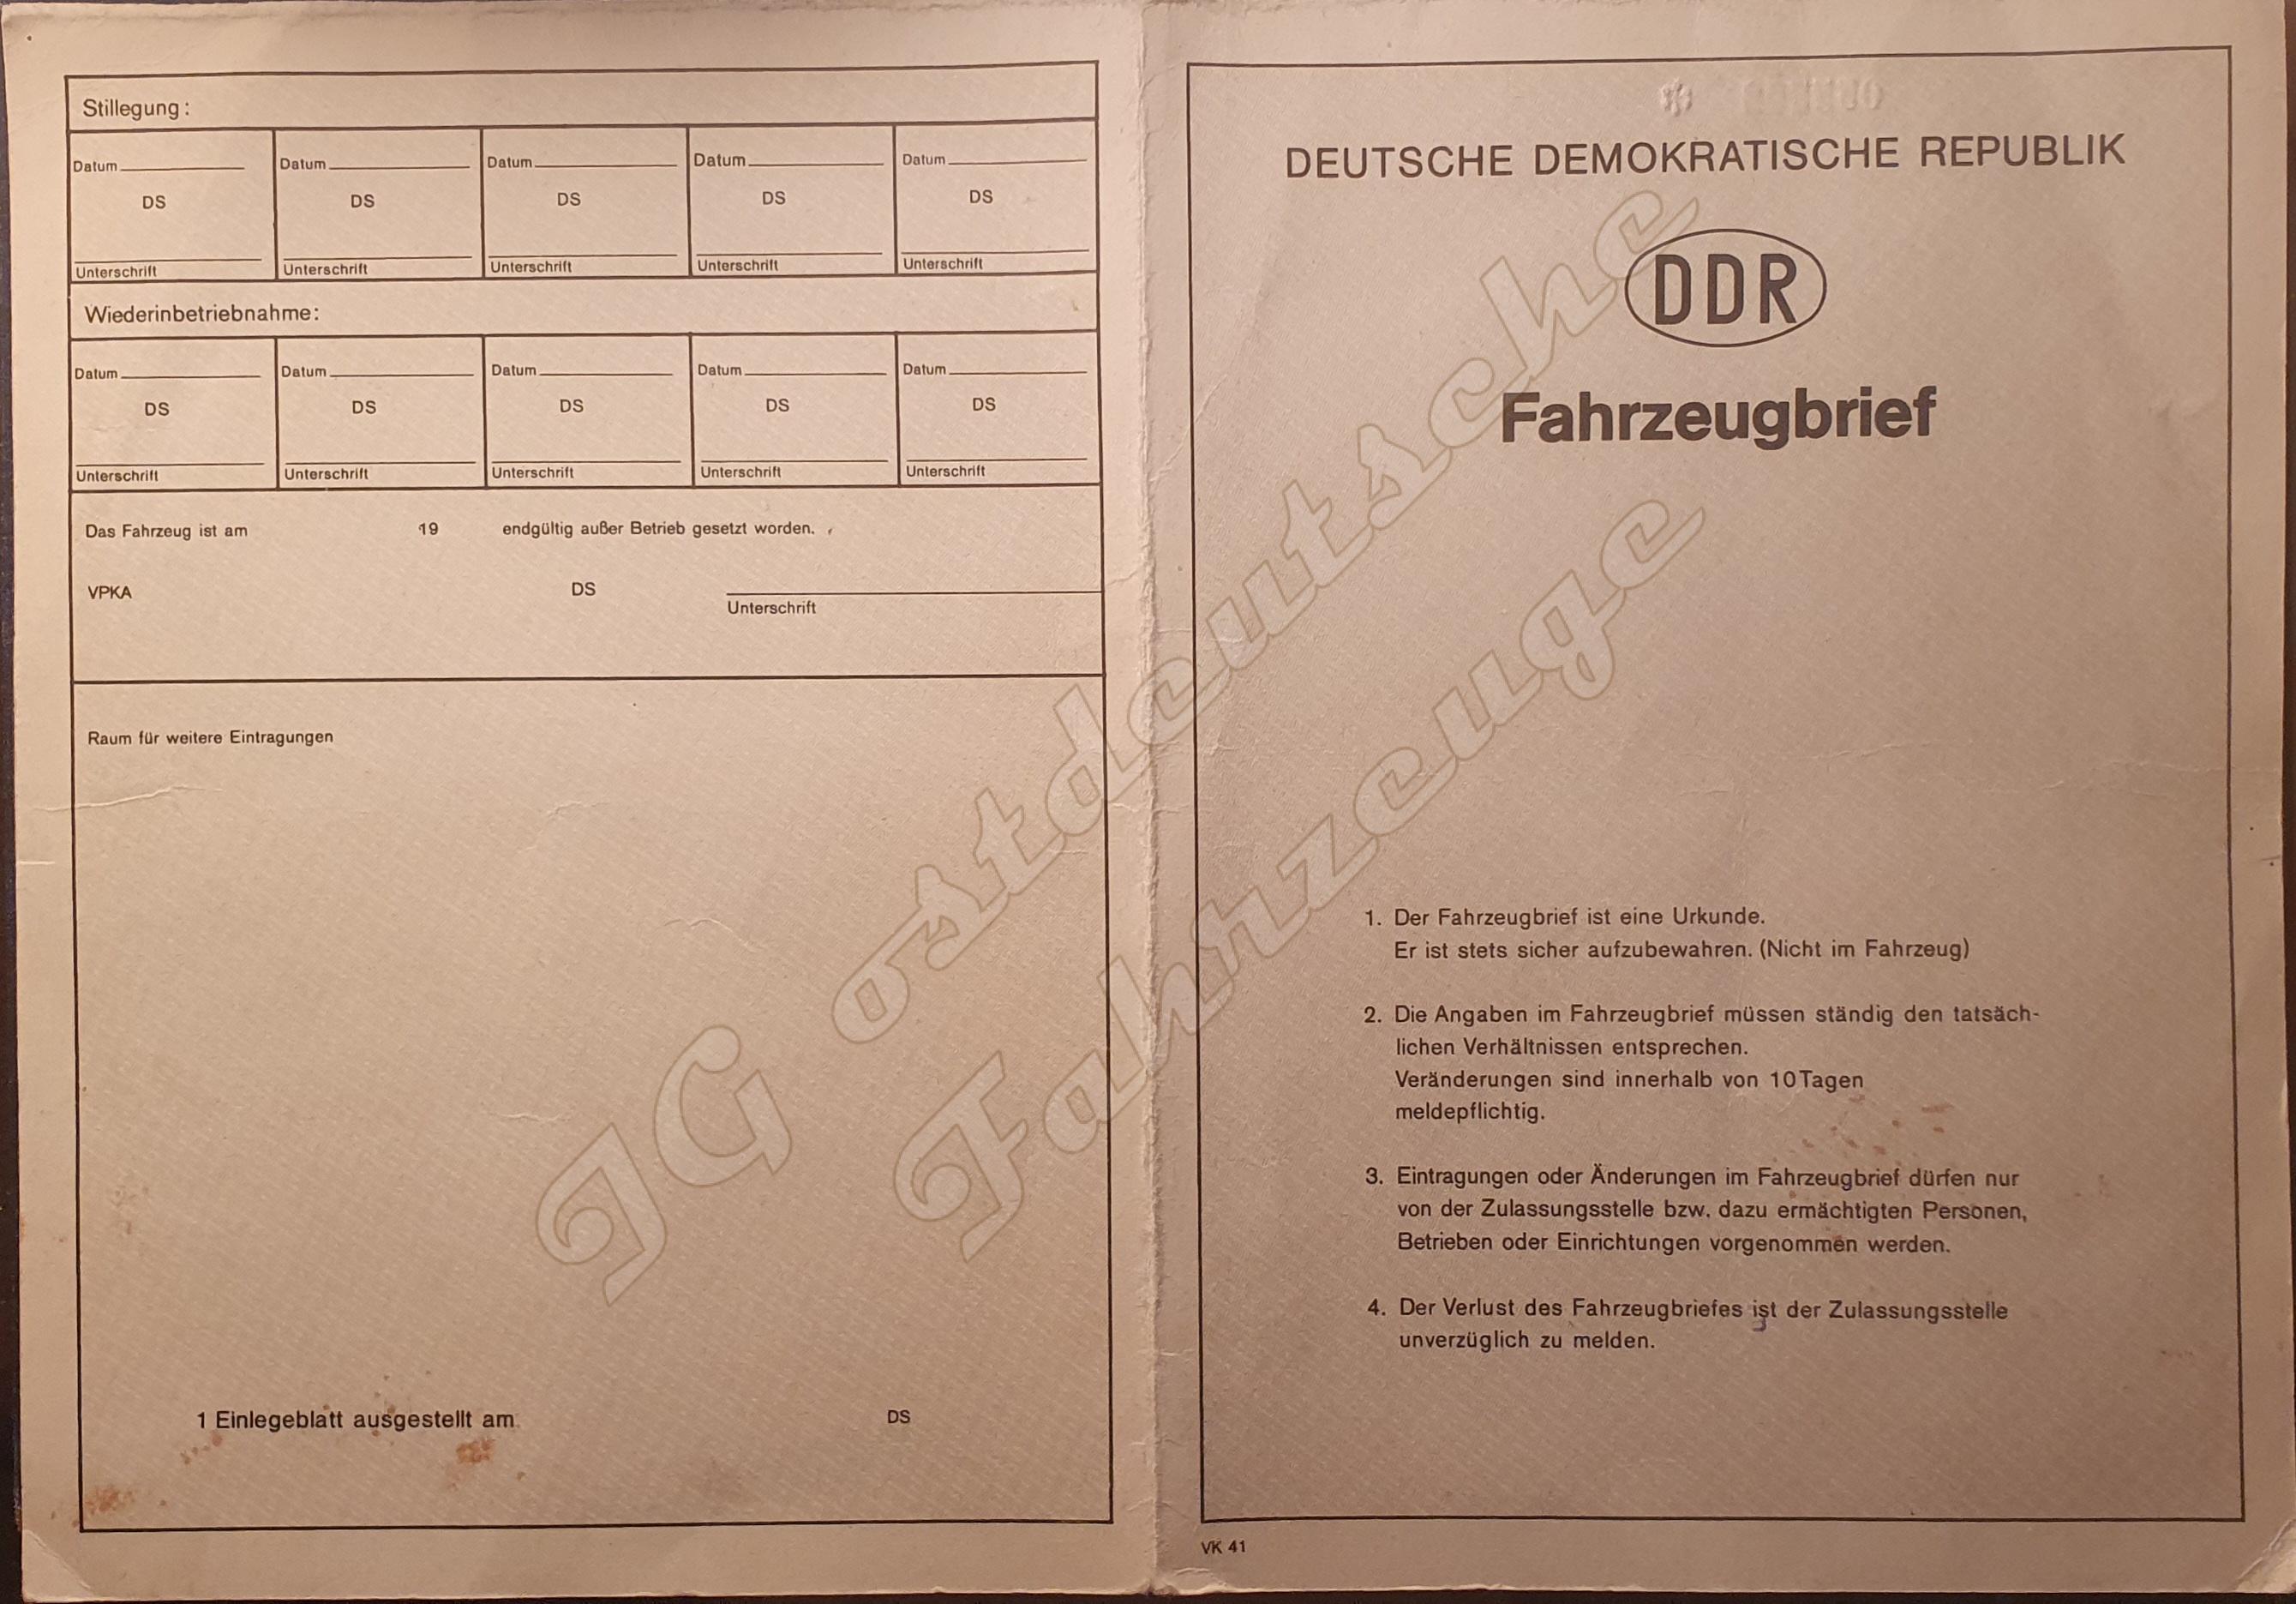 Stillegung:
Datum Datum Datum Datum Datum
DS DS DS DS DS
Unterschrift Unterschrift Unterschrift Unterschrift Unterschrift
Wiederinbetriebnahme:
Datum Datum Datum Datum Datum
DS DS DS DS DS
Unterschrift Unterschrift Unterschrift Unterschrift Unterschrift
Das Fahrzeug ist am 19 endgültig außer Betrieb gesetzt worden.
VPKA DS
Unterschrift
Raum für weitere Eintragungen
1 Einlegeblatt ausgestellt am DS
DEUTSCHE DEMOKRATISCHE REPUBLIK
DDR
Fahrzeugbrief
1. Der Fahrzeugbrief ist eine Urkunde.
Er ist stets sicher aufzubewahren. (Nicht im Fahrzeug)
2. Die Angaben im Fahrzeugbrief müssen ständig den tatsäch-
lichen Verhältnissen entsprechen.
Veränderungen sind innerhalb von 10 Tagen
meldepflichtig.
3. Eintragungen oder Änderungen im Fahrzeugbrief dürfen nur
von der Zulassungsstelle bzw. dazu ermächtigten Personen,
Betrieben oder Einrichtungen vorgenommen werden.
4. Der Verlust des Fahrzeugbriefes ist der Zulassungsstelle
unverzüglich zu melden.
VK 41
IG ostdeutsche
Fahrzeuge